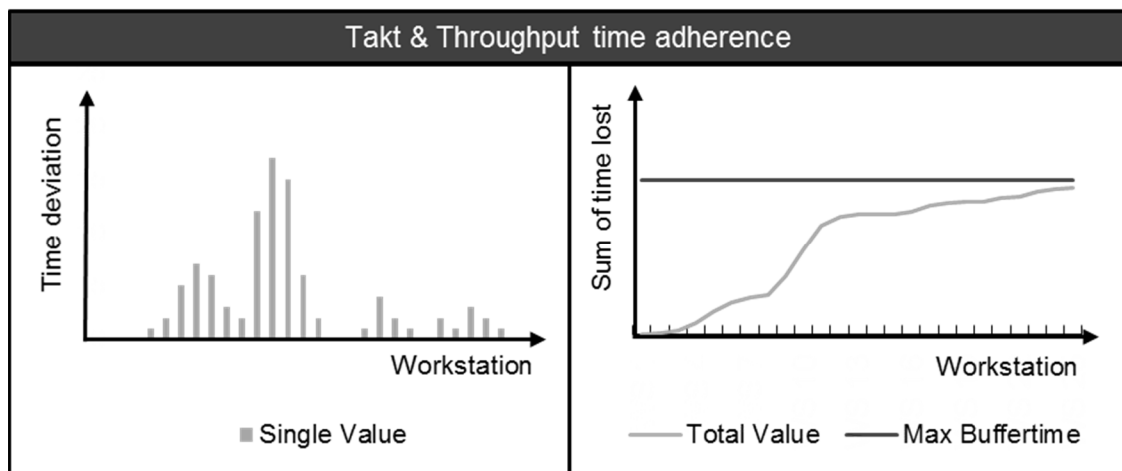 Takt & Throughput time adherence
Time deviation
Workstation
Single Value
Sum of time lost
Workstation
Total Value
Max Buffertime